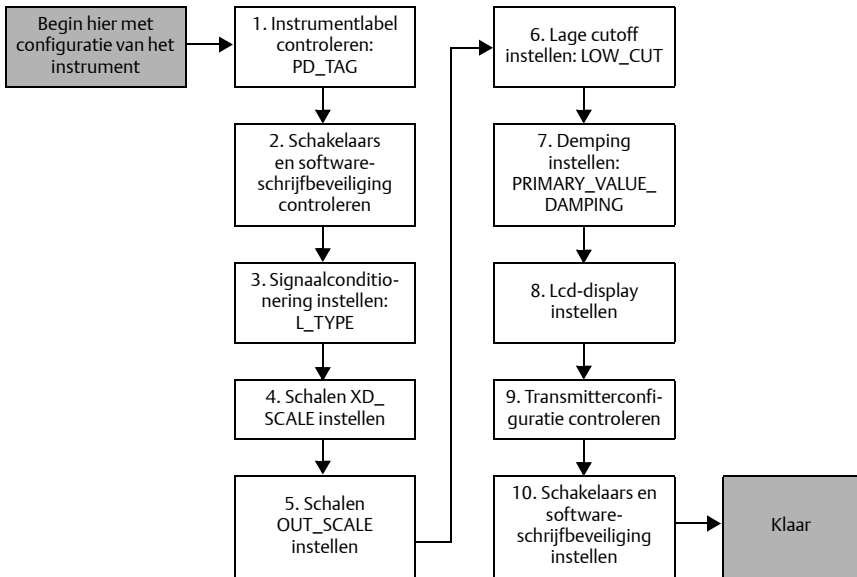 Begin hier met
configuratie van het
instrument
1. Instrumentlabel
controleren:
PD_TAG
2. Schakelaars
en software-
schrijfbeveiliging
controleren
3. Signaalconditio-
nering instellen:
L_TYPE
4. Schalen XD_
SCALE instellen
5. Schalen
OUT_SCALE
instellen
6. Lage cutoff
instellen: LOW_CUT
7. Demping
instellen:
PRIMARY_VALUE_
DAMPING
8. Lcd-display
instellen
9. Transmitterconfi-
guratie controleren
10. Schakelaars en
software-
schrijfbeveiliging
instellen
Klaar